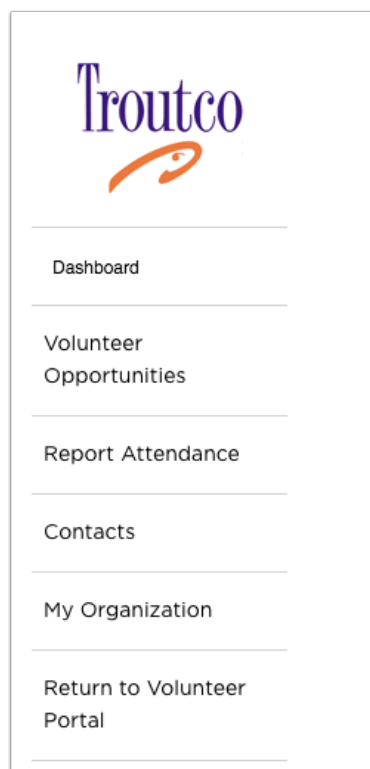 Troutco
Dashboard
Volunteer
Opportunities
Report Attendance
Contacts
My Organization
Return to Volunteer
Portal